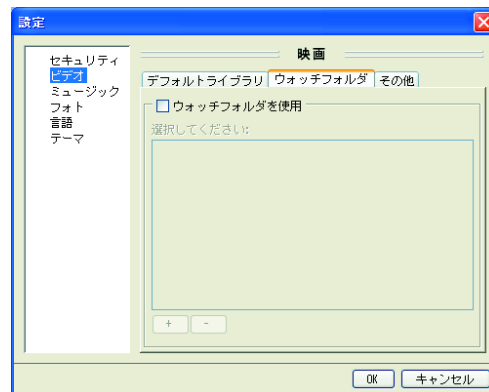 設定
セキュリティ
ビデオ
ミュージック
フォト
言語
テーマ
映画
デフォルトライブラリ ウォッチフォルダ その他
ウォッチフォルダを使用
選択してください:
+ -
OK キャンセル